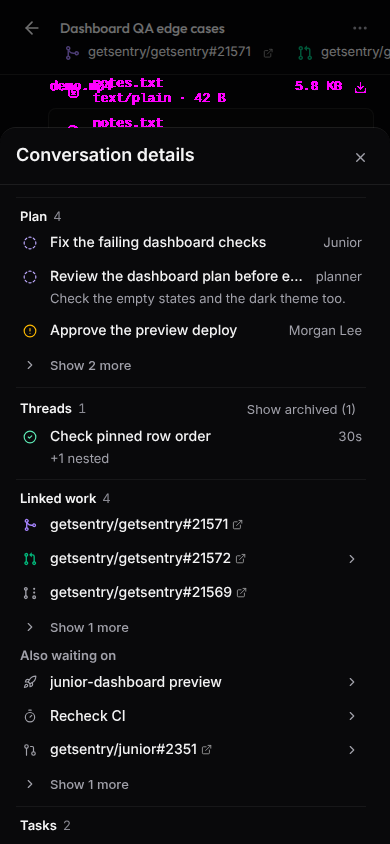 Dashboard QA edge cases
getsentry/getsentry#21571 getsentry/g
notes.txt 5.8 KB
text/plain · 42 B
notes.txt
Conversation details
Plan 4
Fix the failing dashboard checks Junior
Review the dashboard plan before e... planner
Check the empty states and the dark theme too.
Approve the preview deploy Morgan Lee
Show 2 more
Threads 1 Show archived (1)
Check pinned row order 30s
+1 nested
Linked work 4
getsentry/getsentry#21571
getsentry/getsentry#21572
getsentry/getsentry#21569
Show 1 more
Also waiting on
junior-dashboard preview
Recheck CI
getsentry/junior#2351
Show 1 more
Tasks 2